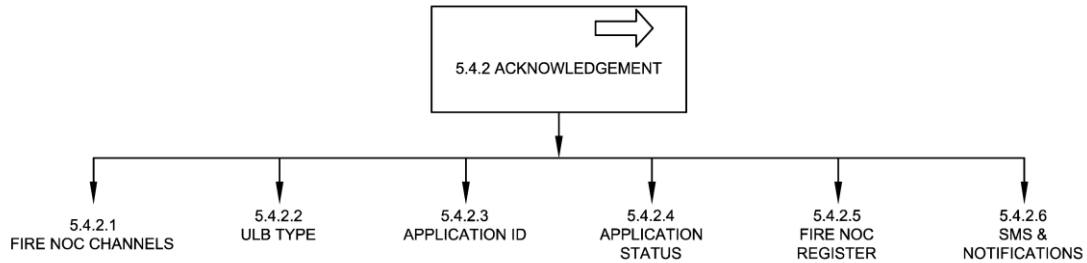 5.4.2 ACKNOWLEDGEMENT
5.4.2.1
FIRE NOC CHANNELS
5.4.2.2
ULB TYPE
5.4.2.3
APPLICATION ID
5.4.2.4
APPLICATION
STATUS
5.4.2.5
FIRE NOC
REGISTER
5.4.2.6
SMS &
NOTIFICATIONS